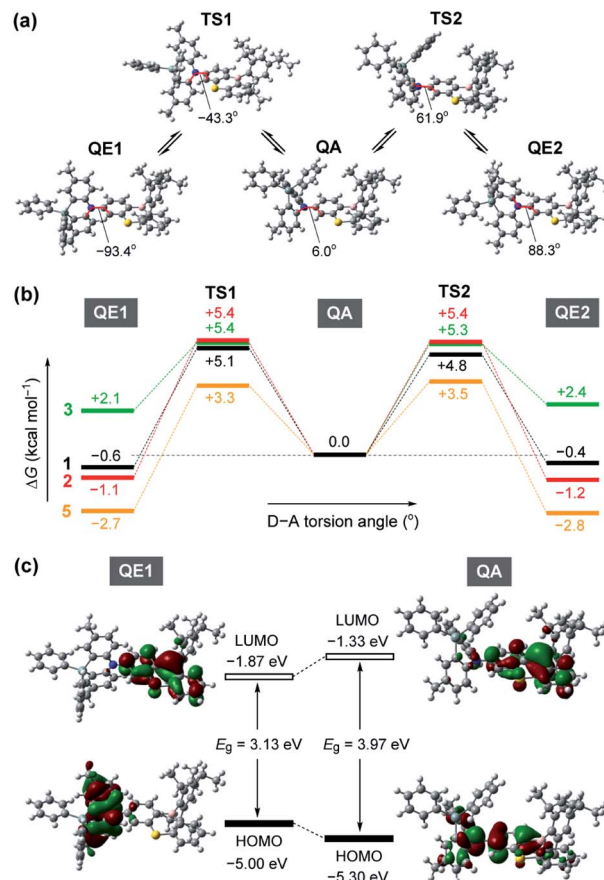 (a)
TS1
TS2
−43.3°
61.9°
QE1
QA
QE2
−93.4°
6.0°
88.3°
(b)
QE1
TS1
QA
TS2
QE2
+5.4
+5.4
+5.4
+5.3
+5.1
+4.8
+3.3
+3.5
3
+2.1
+2.4
0.0
1
−0.6
−0.4
2
−1.1
−1.2
5
−2.7
−2.8
ΔG (kcal mol⁻¹)
D−A torsion angle (°)
(c)
QE1
QA
LUMO
−1.87 eV
LUMO
−1.33 eV
Eg = 3.13 eV
Eg = 3.97 eV
HOMO
−5.00 eV
HOMO
−5.30 eV